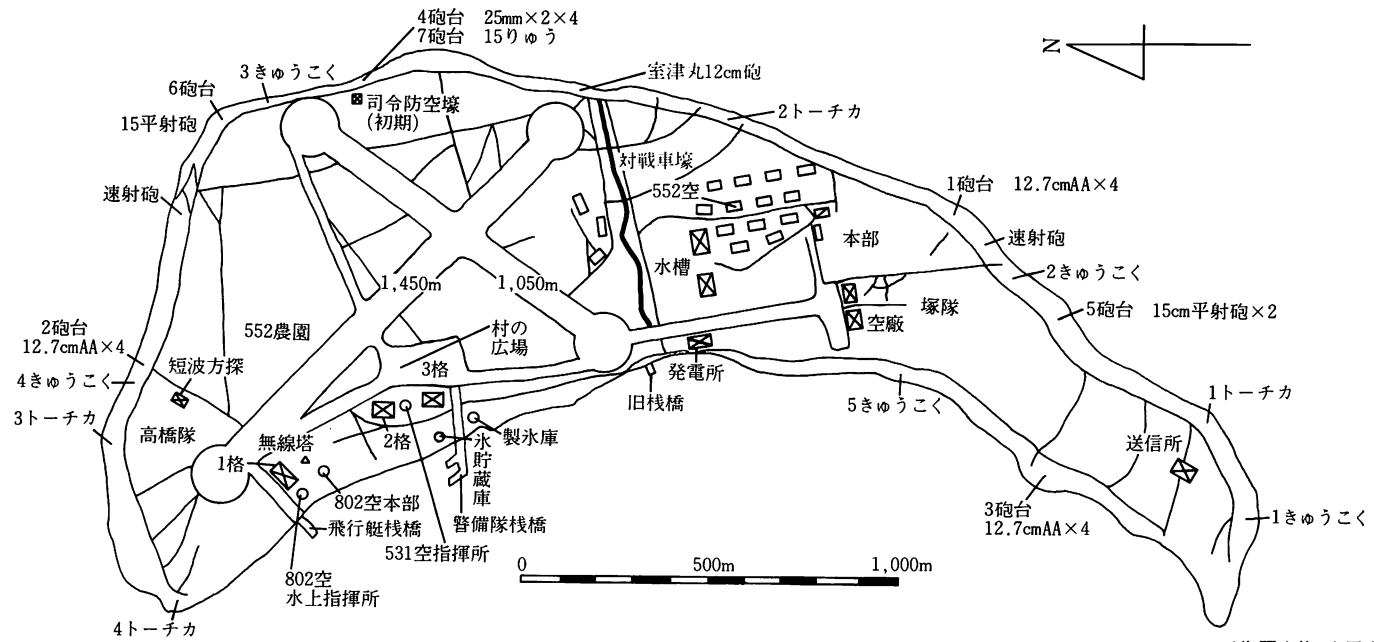 4砲台 25mm×2×4
7砲台 15りゅう
3きゅうこく
6砲台
15平射砲
司令防空壕
(初期)
室津丸12cm砲
2トーチカ
N
速射砲
対戦車壕
552空
1砲台 12.7cmAA×4
速射砲
本部
水槽
2きゅうこく
1,450m
1,050m
塚隊
空廠
5砲台 15cm平射砲×2
552農園
村の
広場
2砲台
12.7cmAA×4
短波方探
4きゅうこく
3格
発電所
旧桟橋
5きゅうこく
3トーチカ
1トーチカ
高橋隊
無線塔
2格
製氷庫
氷貯蔵庫
送信所
1格
802空本部
飛行艇桟橋
警備隊桟橋
531空指揮所
3砲台
12.7cmAA×4
1きゅうこく
802空
水上指揮所
0 500m 1,000m
4トーチカ